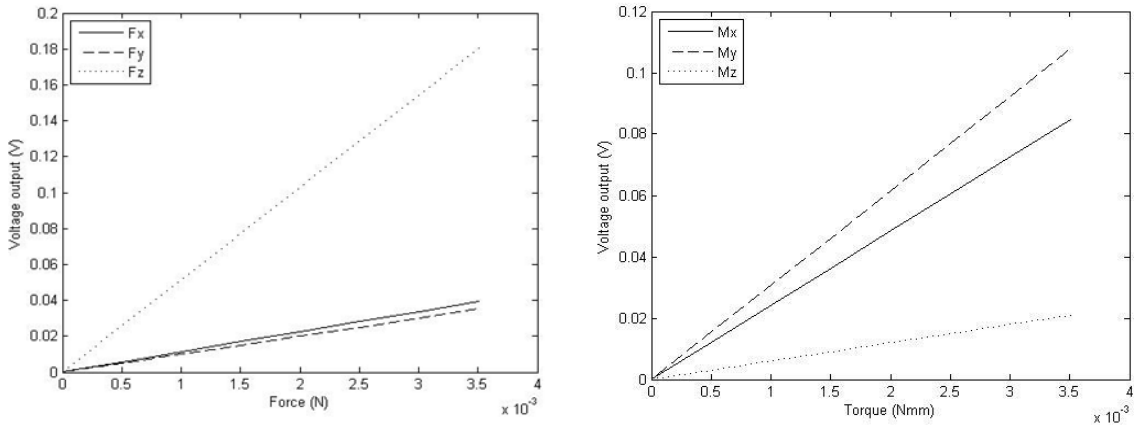 0.2
0.18
0.16
0.14
0.12
0.1
0.08
0.06
0.04
0.02
0
Voltage output (V)
Fx
Fy
Fz
0 0.5 1 1.5 2 2.5 3 3.5 4
Force (N)
x 10⁻³
0.12
0.1
0.08
0.06
0.04
0.02
0
Voltage output (V)
Mx
My
Mz
0 0.5 1 1.5 2 2.5 3 3.5 4
Torque (Nmm)
x 10⁻³